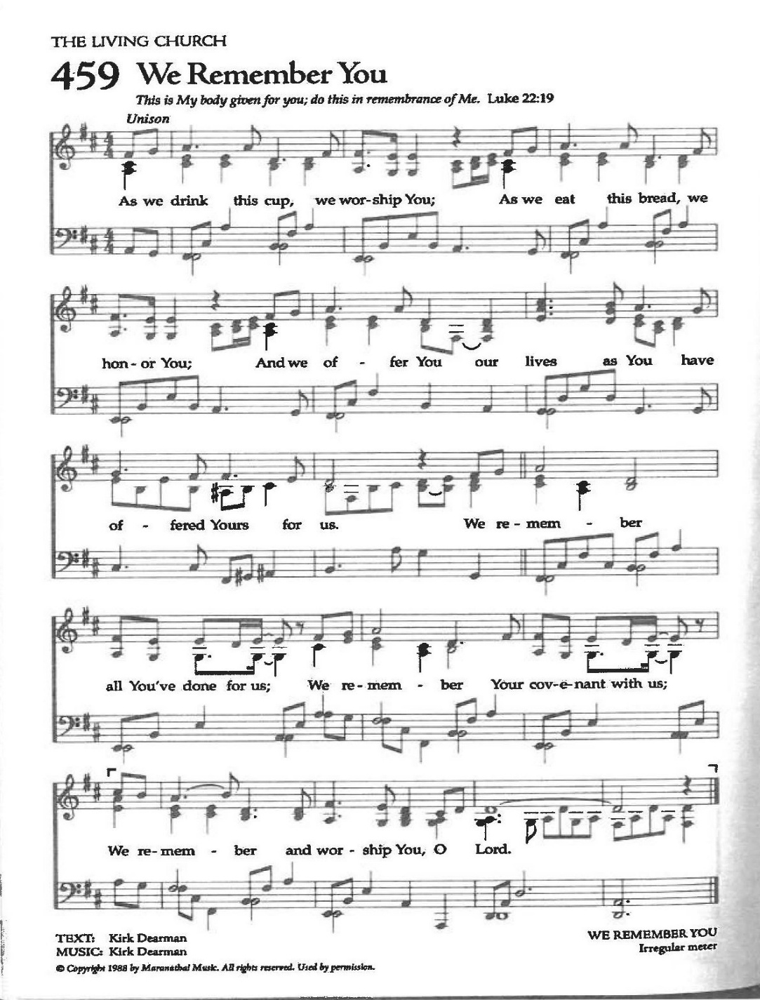 THE LIVING CHURCH
459 We Remember You
This is My body given for you; do this in remembrance of Me. Luke 22:19
Unison
As we drink this cup, we wor-ship You; As we eat this bread, we
hon - or You; And we of - fer You our lives as You have
of - fered Yours for us. We re - mem - ber
all You've done for us; We re - mem - ber Your cov-e-nant with us;
We re - mem - ber and wor - ship You, O Lord.
TEXT: Kirk Dearman
MUSIC: Kirk Dearman
© Copyright 1988 by Maranatha! Music. All rights reserved. Used by permission.
WE REMEMBER YOU
Irregular meter